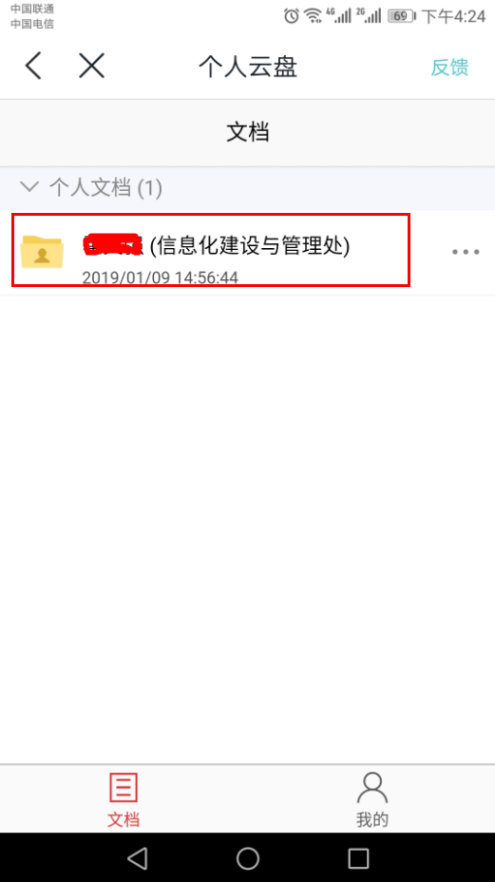 中国联通
中国电信
4G 2G 69 下午4:24
个人云盘 反馈
文档
个人文档 (1)
(信息化建设与管理处)
2019/01/09 14:56:44
文档 我的